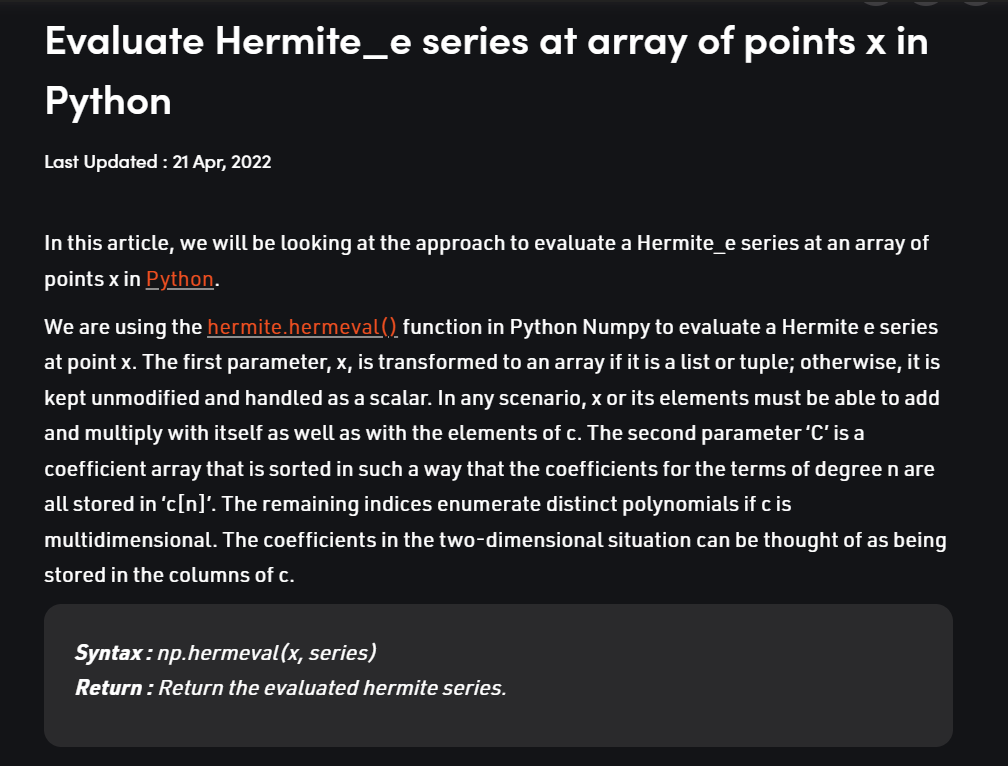 Evaluate Hermite_e series at array of points x in
Python
Last Updated : 21 Apr, 2022
In this article, we will be looking at the approach to evaluate a Hermite_e series at an array of
points x in Python.
We are using the hermite.hermeval() function in Python Numpy to evaluate a Hermite e series
at point x. The first parameter, x, is transformed to an array if it is a list or tuple; otherwise, it is
kept unmodified and handled as a scalar. In any scenario, x or its elements must be able to add
and multiply with itself as well as with the elements of c. The second parameter ‘C’ is a
coefficient array that is sorted in such a way that the coefficients for the terms of degree n are
all stored in ‘c[n]’. The remaining indices enumerate distinct polynomials if c is
multidimensional. The coefficients in the two-dimensional situation can be thought of as being
stored in the columns of c.
Syntax : np.hermeval(x, series)
Return : Return the evaluated hermite series.